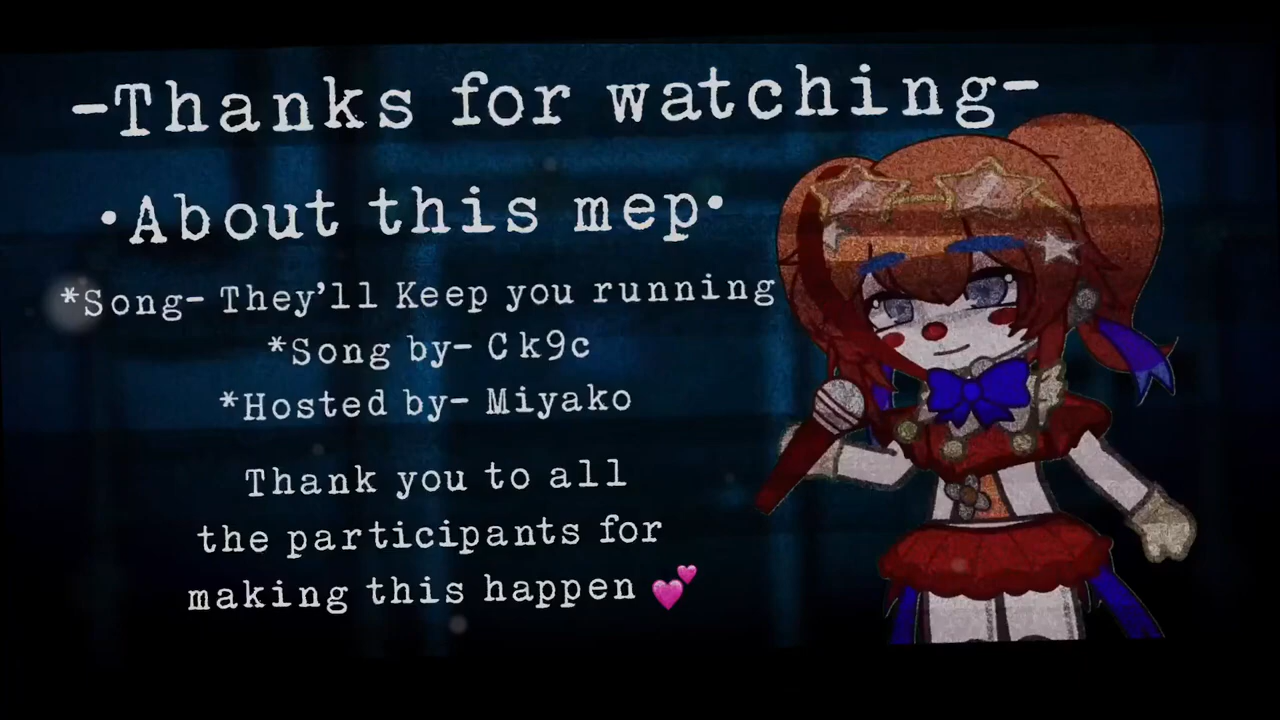 -Thanks for watching-
•About this mep•
*Song- They'll Keep you running
*Song by- Ck9c
*Hosted by- Miyako
Thank you to all
the participants for
making this happen 💕